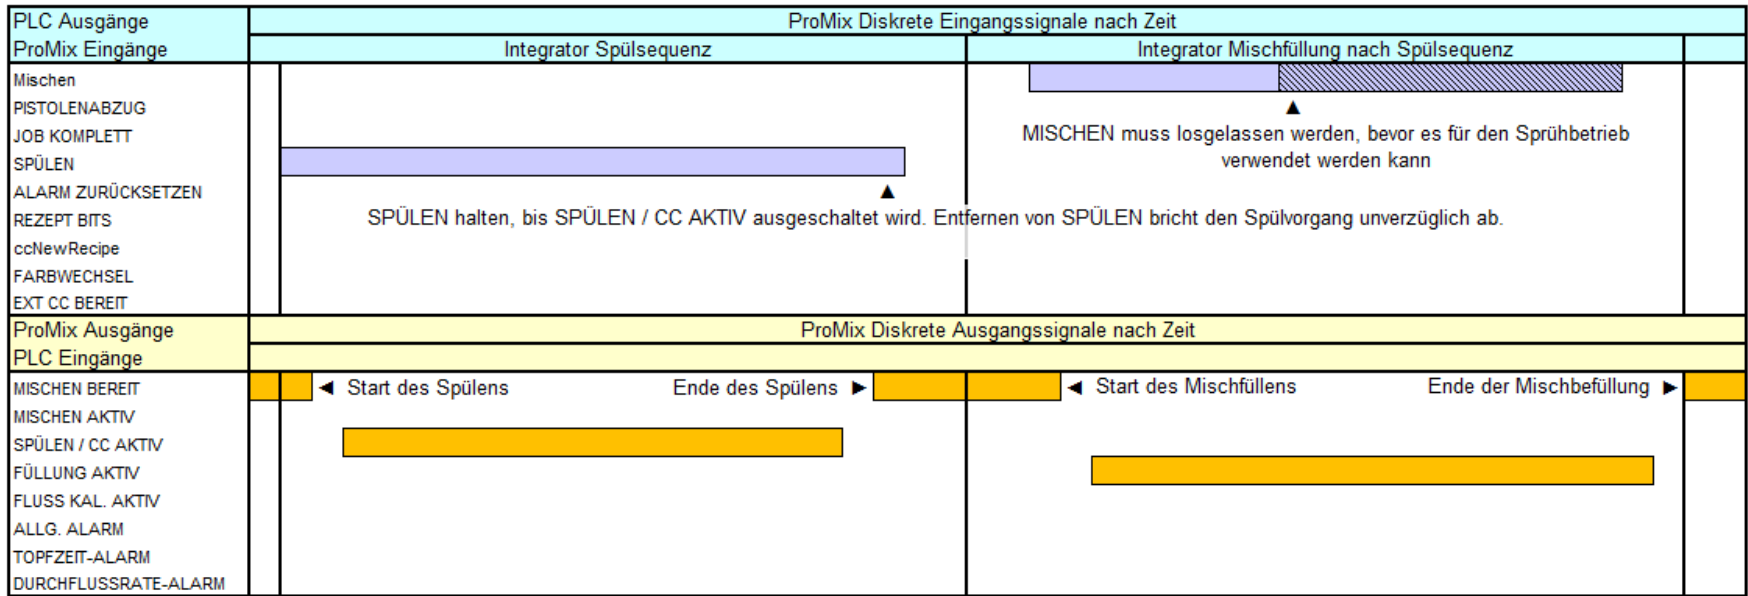 PLC Ausgänge
ProMix Diskrete Eingangssignale nach Zeit
ProMix Eingänge
Integrator Spülsequenz
Integrator Mischfüllung nach Spülsequenz
Mischen
PISTOLENABZUG
JOB KOMPLETT
MISCHEN muss losgelassen werden, bevor es für den Sprühbetrieb
verwendet werden kann
SPÜLEN
ALARM ZURÜCKSETZEN
REZEPT BITS
SPÜLEN halten, bis SPÜLEN / CC AKTIV ausgeschaltet wird. Entfernen von SPÜLEN bricht den Spülvorgang unverzüglich ab.
ccNewRecipe
FARBWECHSEL
EXT CC BEREIT
ProMix Ausgänge
ProMix Diskrete Ausgangssignale nach Zeit
PLC Eingänge
MISCHEN BEREIT
◄ Start des Spülens
Ende des Spülens ►
◄ Start des Mischfüllens
Ende der Mischbefüllung ►
MISCHEN AKTIV
SPÜLEN / CC AKTIV
FÜLLUNG AKTIV
FLUSS KAL. AKTIV
ALLG. ALARM
TOPFZEIT-ALARM
DURCHFLUSSRATE-ALARM